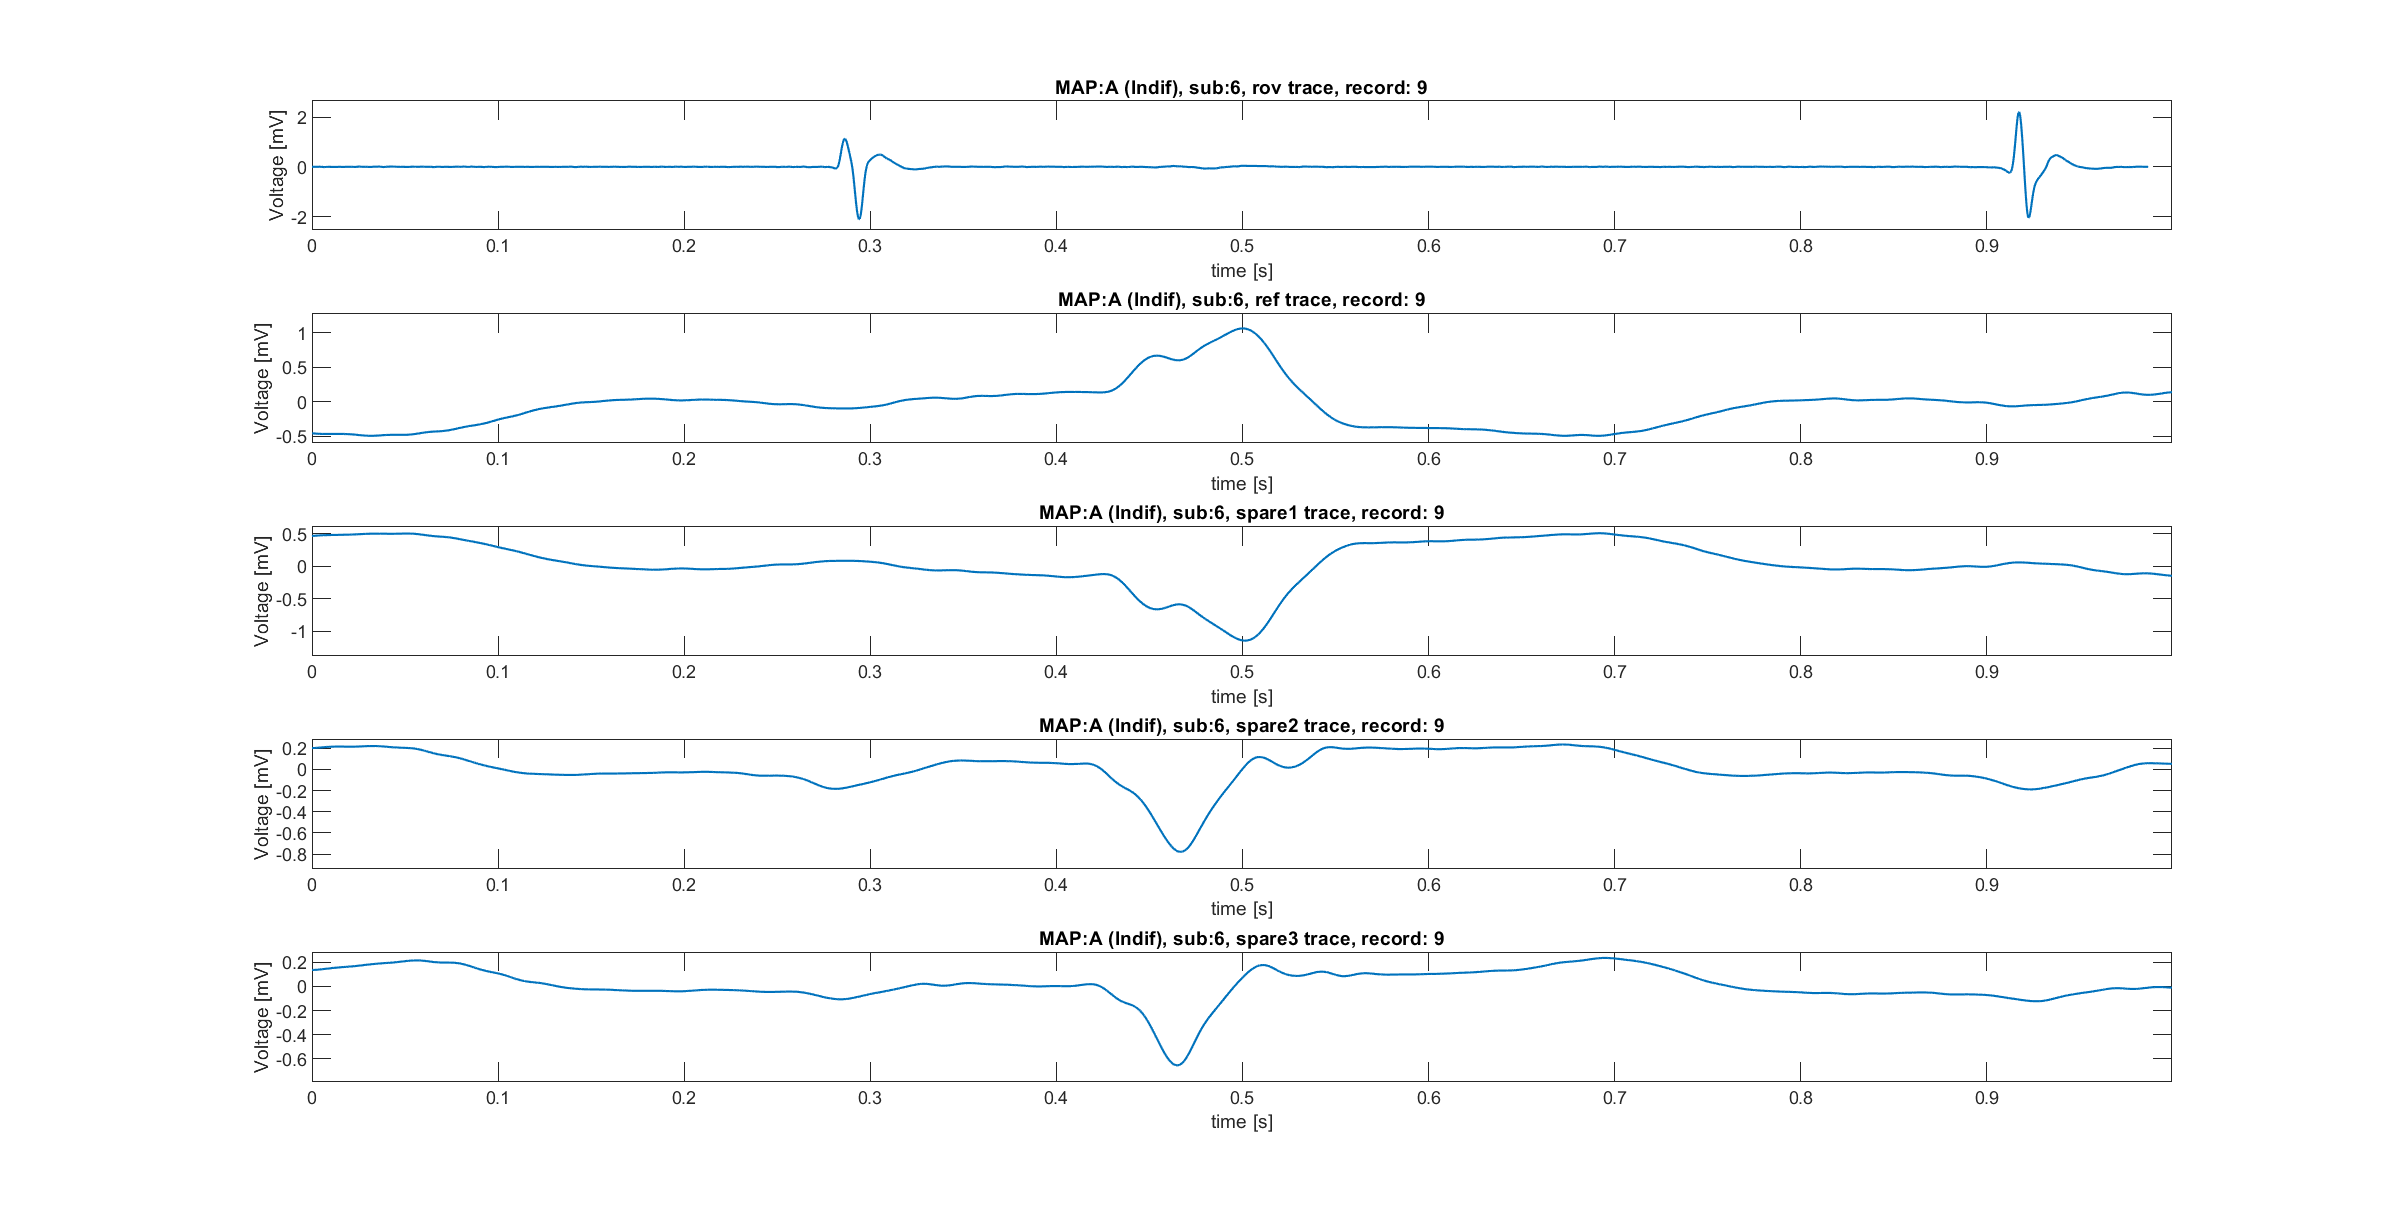 MAP:A (Indif), sub:6, rov trace, record: 9
Voltage [mV]
2
0
-2
0 0.1 0.2 0.3 0.4 0.5 0.6 0.7 0.8 0.9
time [s]
MAP:A (Indif), sub:6, ref trace, record: 9
Voltage [mV]
1
0.5
0
-0.5
0 0.1 0.2 0.3 0.4 0.5 0.6 0.7 0.8 0.9
time [s]
MAP:A (Indif), sub:6, spare1 trace, record: 9
Voltage [mV]
0.5
0
-0.5
-1
0 0.1 0.2 0.3 0.4 0.5 0.6 0.7 0.8 0.9
time [s]
MAP:A (Indif), sub:6, spare2 trace, record: 9
Voltage [mV]
0.2
0
-0.2
-0.4
-0.6
-0.8
0 0.1 0.2 0.3 0.4 0.5 0.6 0.7 0.8 0.9
time [s]
MAP:A (Indif), sub:6, spare3 trace, record: 9
Voltage [mV]
0.2
0
-0.2
-0.4
-0.6
0 0.1 0.2 0.3 0.4 0.5 0.6 0.7 0.8 0.9
time [s]